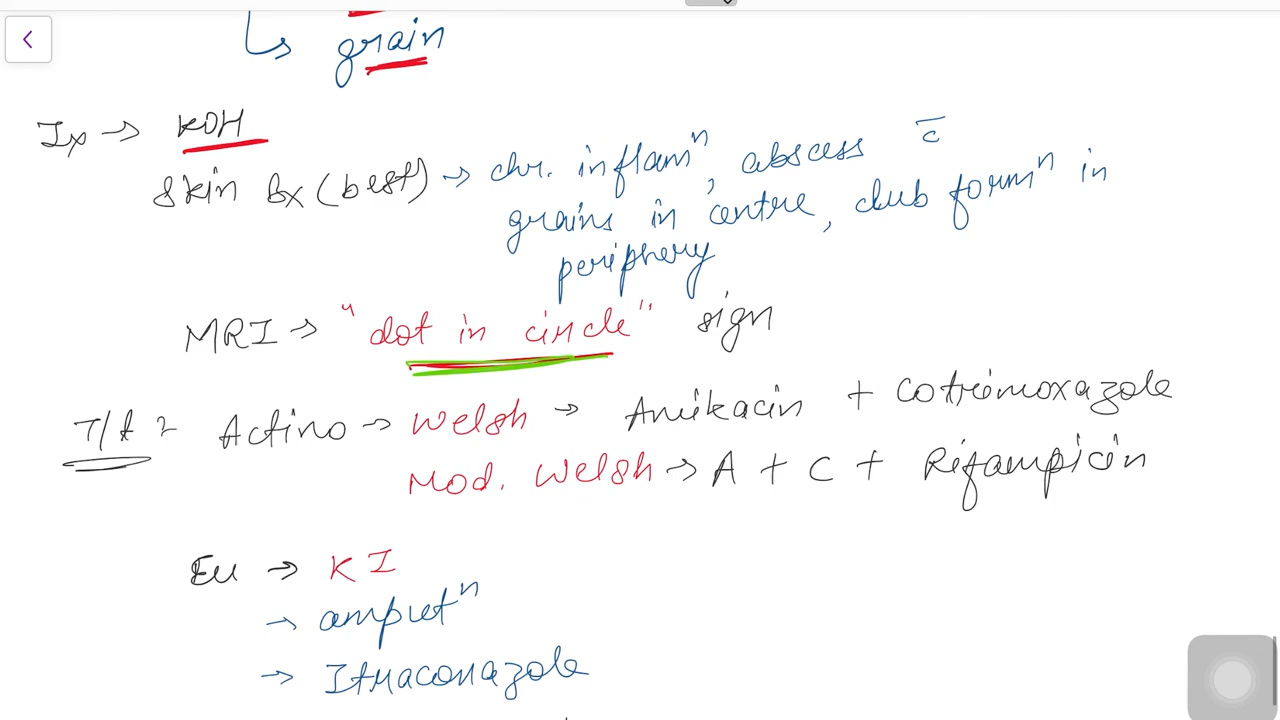 ↳ grain
Ix → KOH
Skin Bx (best) → chr. inflamⁿ, abscess c̄
grains in centre, club formⁿ in
periphery
MRI → "dot in circle" sign
T/t : Actino → Welsh → Amikacin + Cotrimoxazole
Mod. Welsh → A + C + Rifampicin
Eu → KI
→ amputⁿ
→ Itraconazole